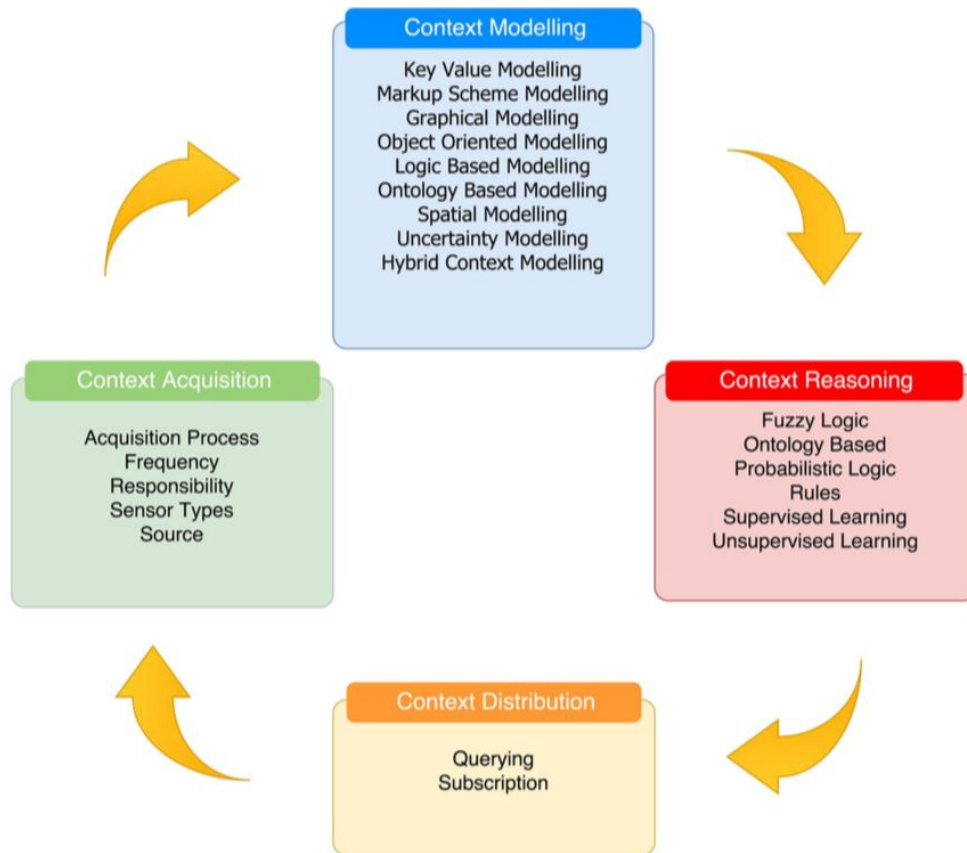 Context Modelling
Key Value Modelling
Markup Scheme Modelling
Graphical Modelling
Object Oriented Modelling
Logic Based Modelling
Ontology Based Modelling
Spatial Modelling
Uncertainty Modelling
Hybrid Context Modelling
Context Acquisition
Acquisition Process
Frequency
Responsibility
Sensor Types
Source
Context Reasoning
Fuzzy Logic
Ontology Based
Probabilistic Logic
Rules
Supervised Learning
Unsupervised Learning
Context Distribution
Querying
Subscription